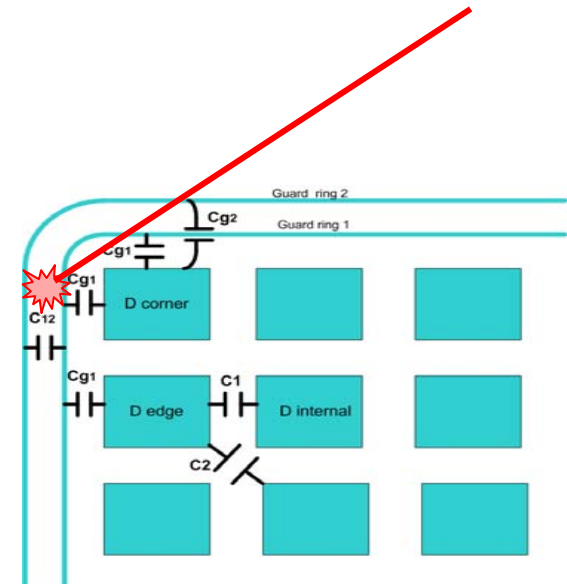 Guard ring 2
Cg2
Guard ring 1
Cg1
Cg1
D corner
C12
Cg1
C1
D edge
D internal
C2